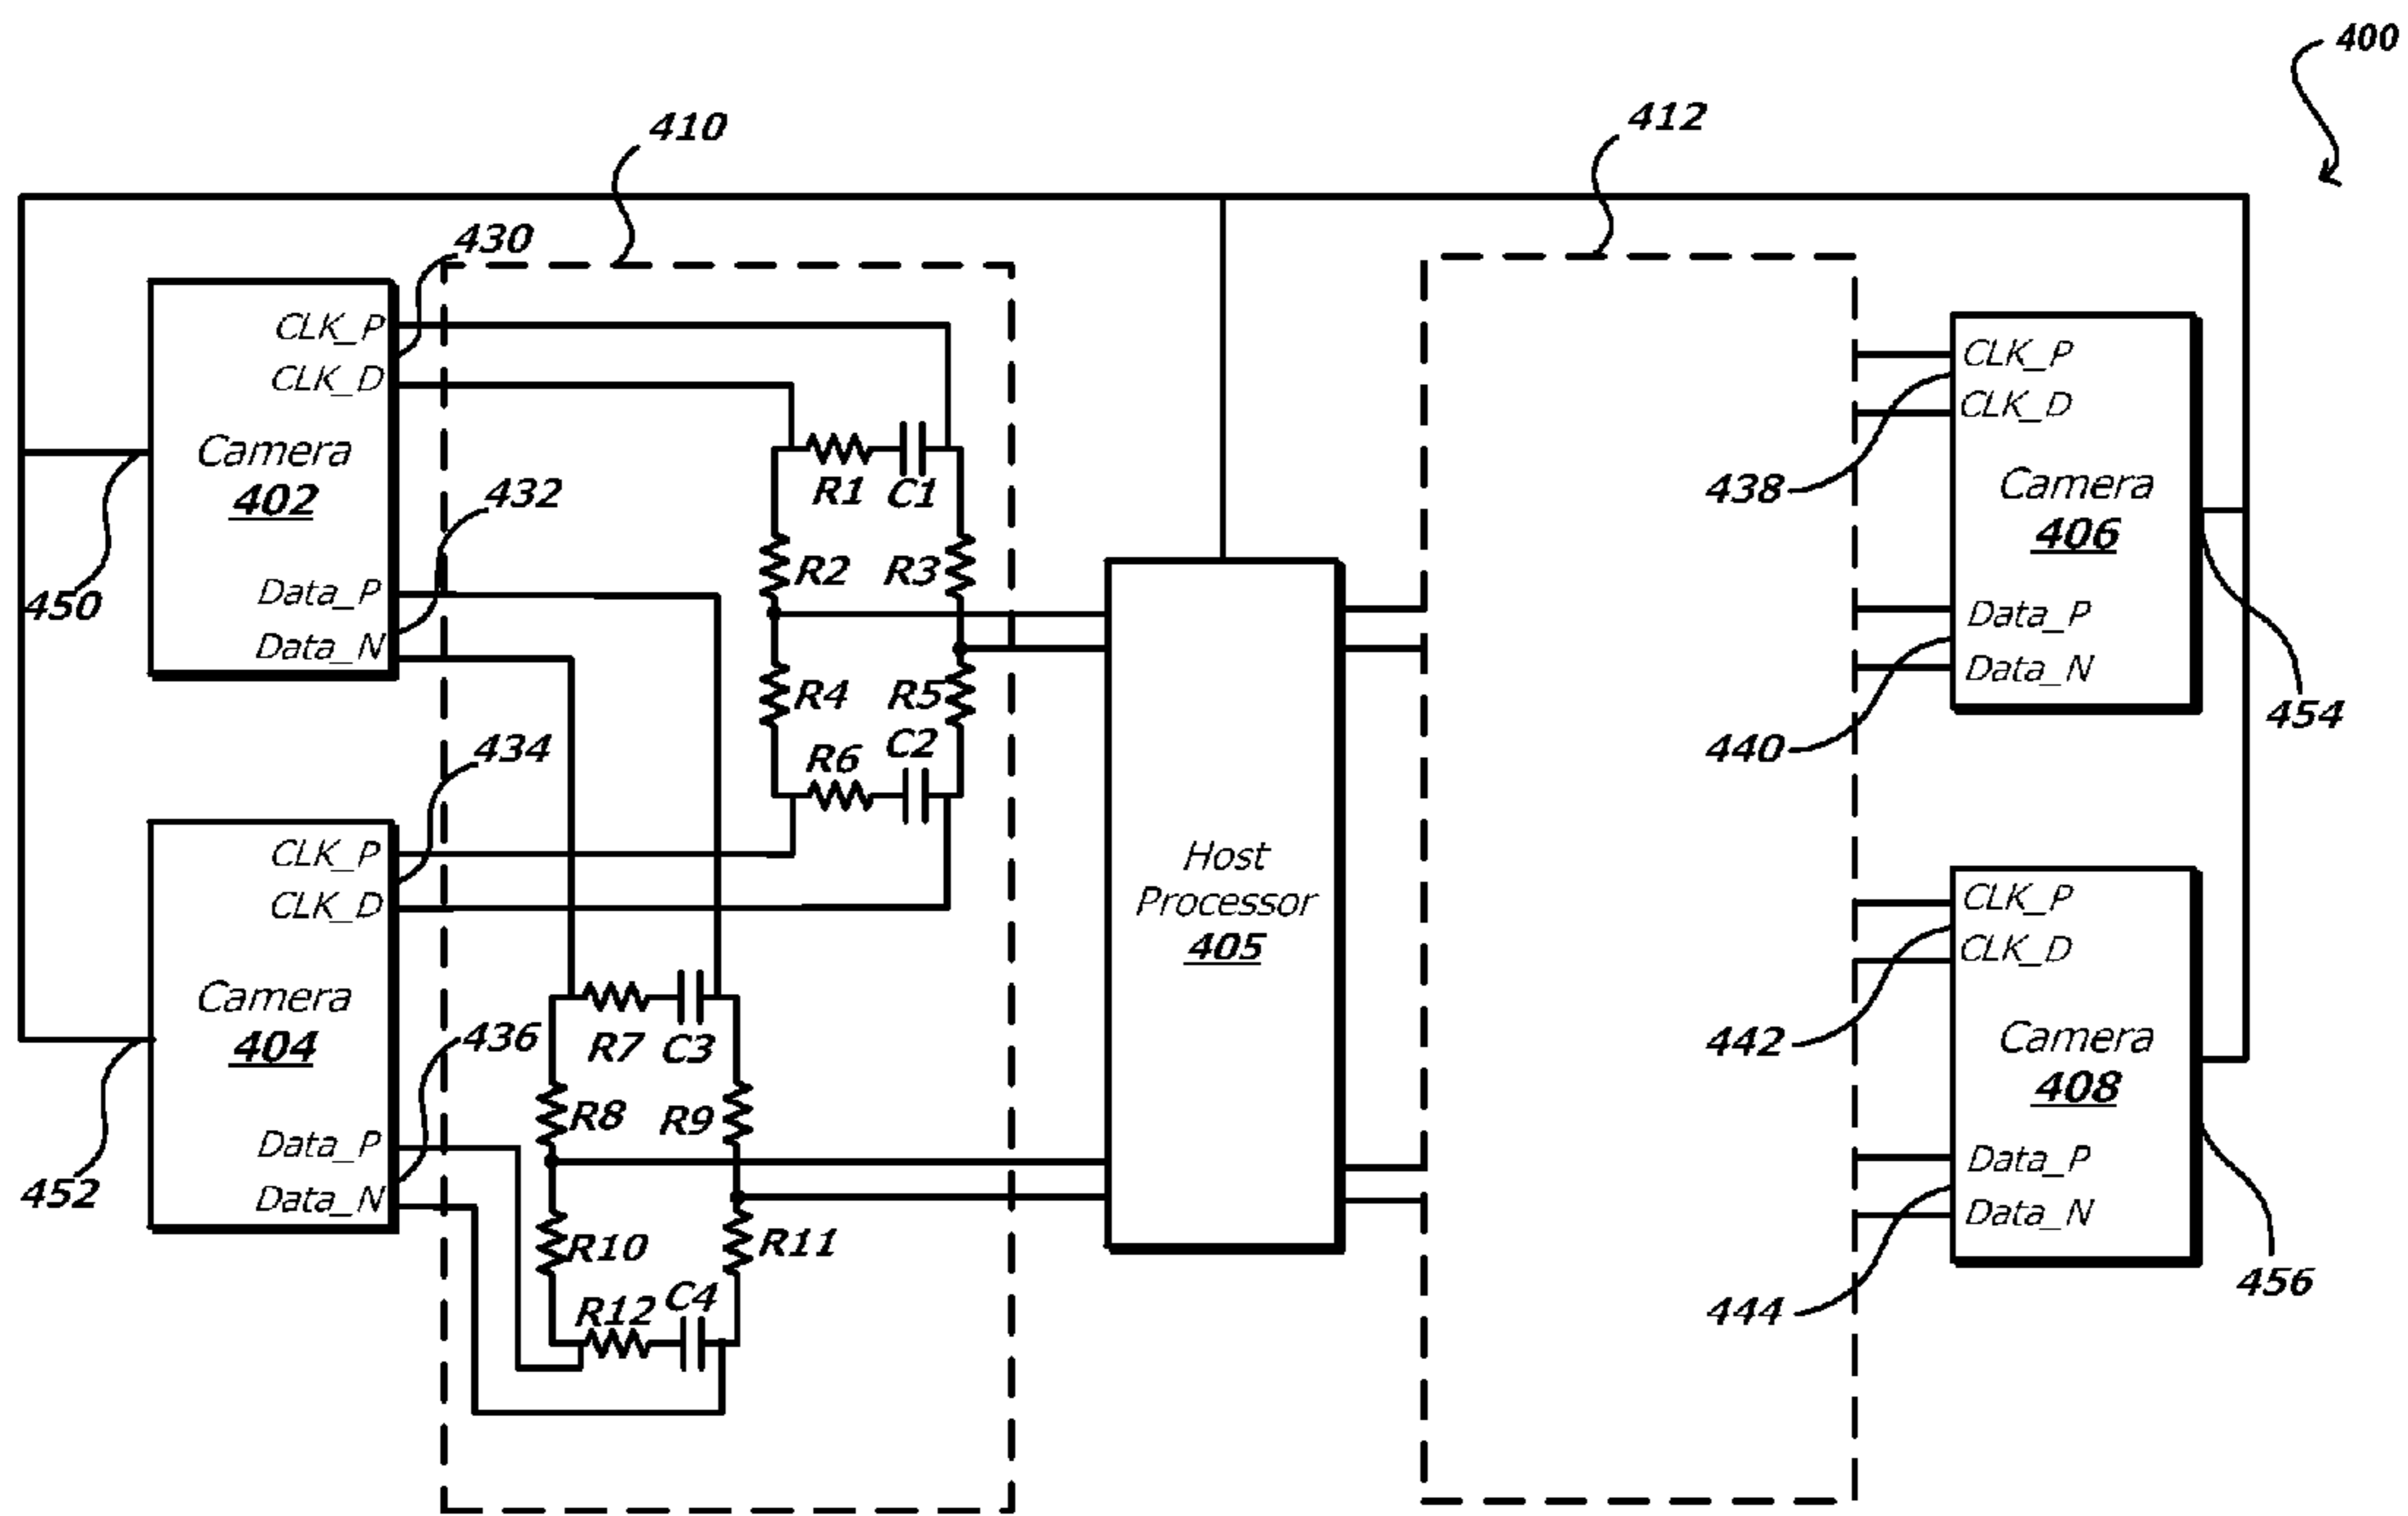 400
410
412
430
CLK_P
CLK_D
Camera
402
432
Data_P
Data_N
450
R1
C1
R2
R3
R4
R5
C2
R6
434
CLK_P
CLK_D
Camera
404
436
Data_P
Data_N
452
R7
C3
R8
R9
R10
R11
R12
C4
Host
Processor
405
CLK_P
CLK_D
438
Camera
406
Data_P
Data_N
440
454
CLK_P
CLK_D
442
Camera
408
Data_P
Data_N
444
456